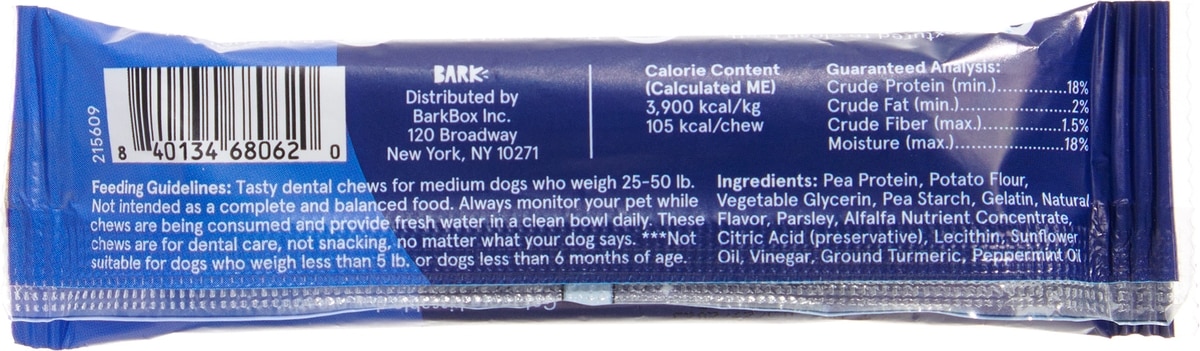 215609
8 40134 68062 0
BARK
Distributed by
BarkBox Inc.
120 Broadway
New York, NY 10271
Calorie Content
(Calculated ME)
3,900 kcal/kg
105 kcal/chew
Guaranteed Analysis:
Crude Protein (min.)..............18%
Crude Fat (min.)......................2%
Crude Fiber (max.)................1.5%
Moisture (max.).....................18%
Feeding Guidelines: Tasty dental chews for medium dogs who weigh 25-50 lb.
Not intended as a complete and balanced food. Always monitor your pet while
chews are being consumed and provide fresh water in a clean bowl daily. These
chews are for dental care, not snacking, no matter what your dog says. ***Not
suitable for dogs who weigh less than 5 lb. or dogs less than 6 months of age.
Ingredients: Pea Protein, Potato Flour,
Vegetable Glycerin, Pea Starch, Gelatin, Natural
Flavor, Parsley, Alfalfa Nutrient Concentrate,
Citric Acid (preservative), Lecithin, Sunflower
Oil, Vinegar, Ground Turmeric, Peppermint Oil